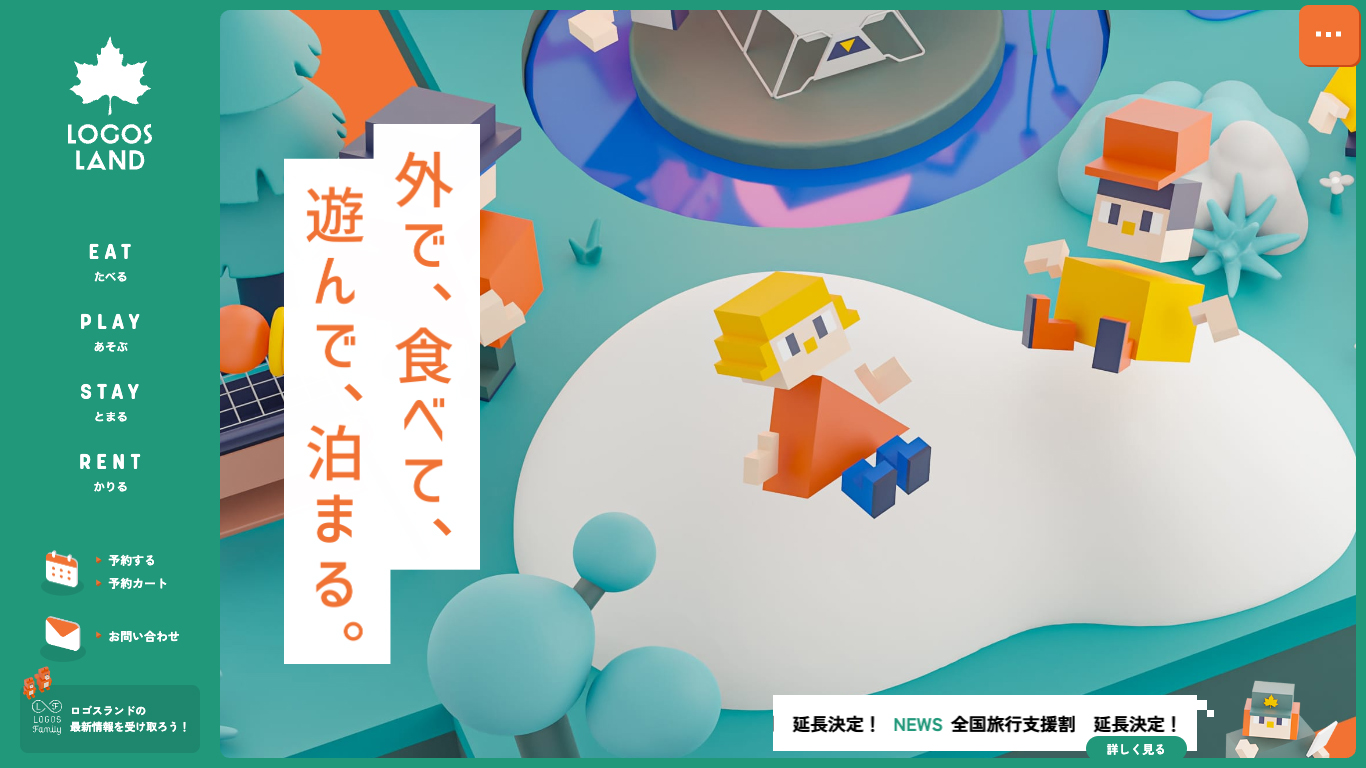 LOGOS
LAND
EAT
たべる
PLAY
あそぶ
STAY
とまる
RENT
かりる
予約する
予約カート
お問い合わせ
LOGOS
Family
ロゴスランドの
最新情報を受け取ろう！
外で、食べて、
遊んで、泊まる。
延長決定！ NEWS 全国旅行支援割 延長決定！
詳しく見る